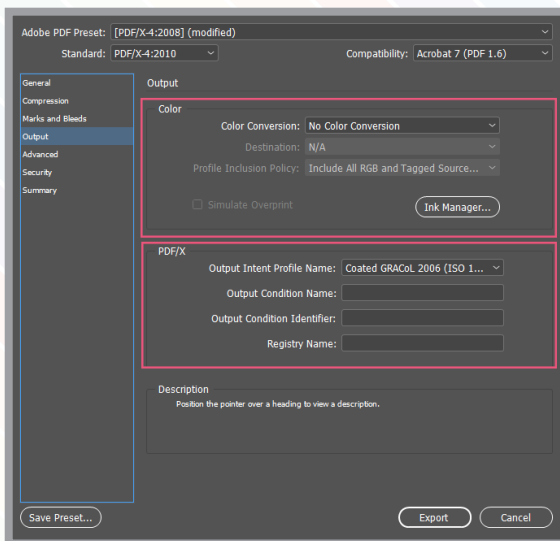 Adobe PDF Preset: [PDF/X-4:2008] (modified)
Standard: PDF/X-4:2010 Compatibility: Acrobat 7 (PDF 1.6)
General
Compression
Marks and Bleeds
Output
Advanced
Security
Summary
Output
Color
Color Conversion: No Color Conversion
Destination: N/A
Profile Inclusion Policy: Include All RGB and Tagged Source...
Simulate Overprint
Ink Manager...
PDF/X
Output Intent Profile Name: Coated GRACoL 2006 (ISO 1...
Output Condition Name:
Output Condition Identifier:
Registry Name:
Description
Position the pointer over a heading to view a description.
Save Preset... Export Cancel